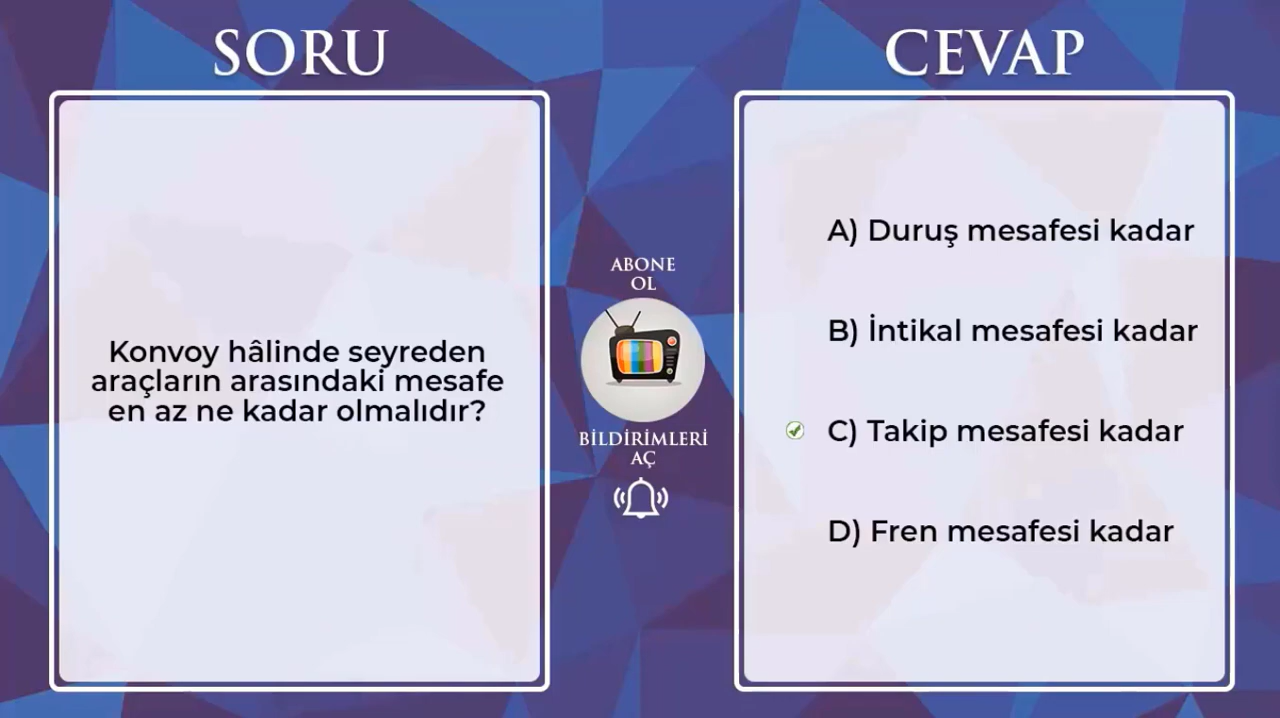 SORU
Konvoy hâlinde seyreden
araçların arasındaki mesafe
en az ne kadar olmalıdır?
ABONE
OL
BİLDİRİMLERİ
AÇ
CEVAP
A) Duruş mesafesi kadar
B) İntikal mesafesi kadar
C) Takip mesafesi kadar
D) Fren mesafesi kadar